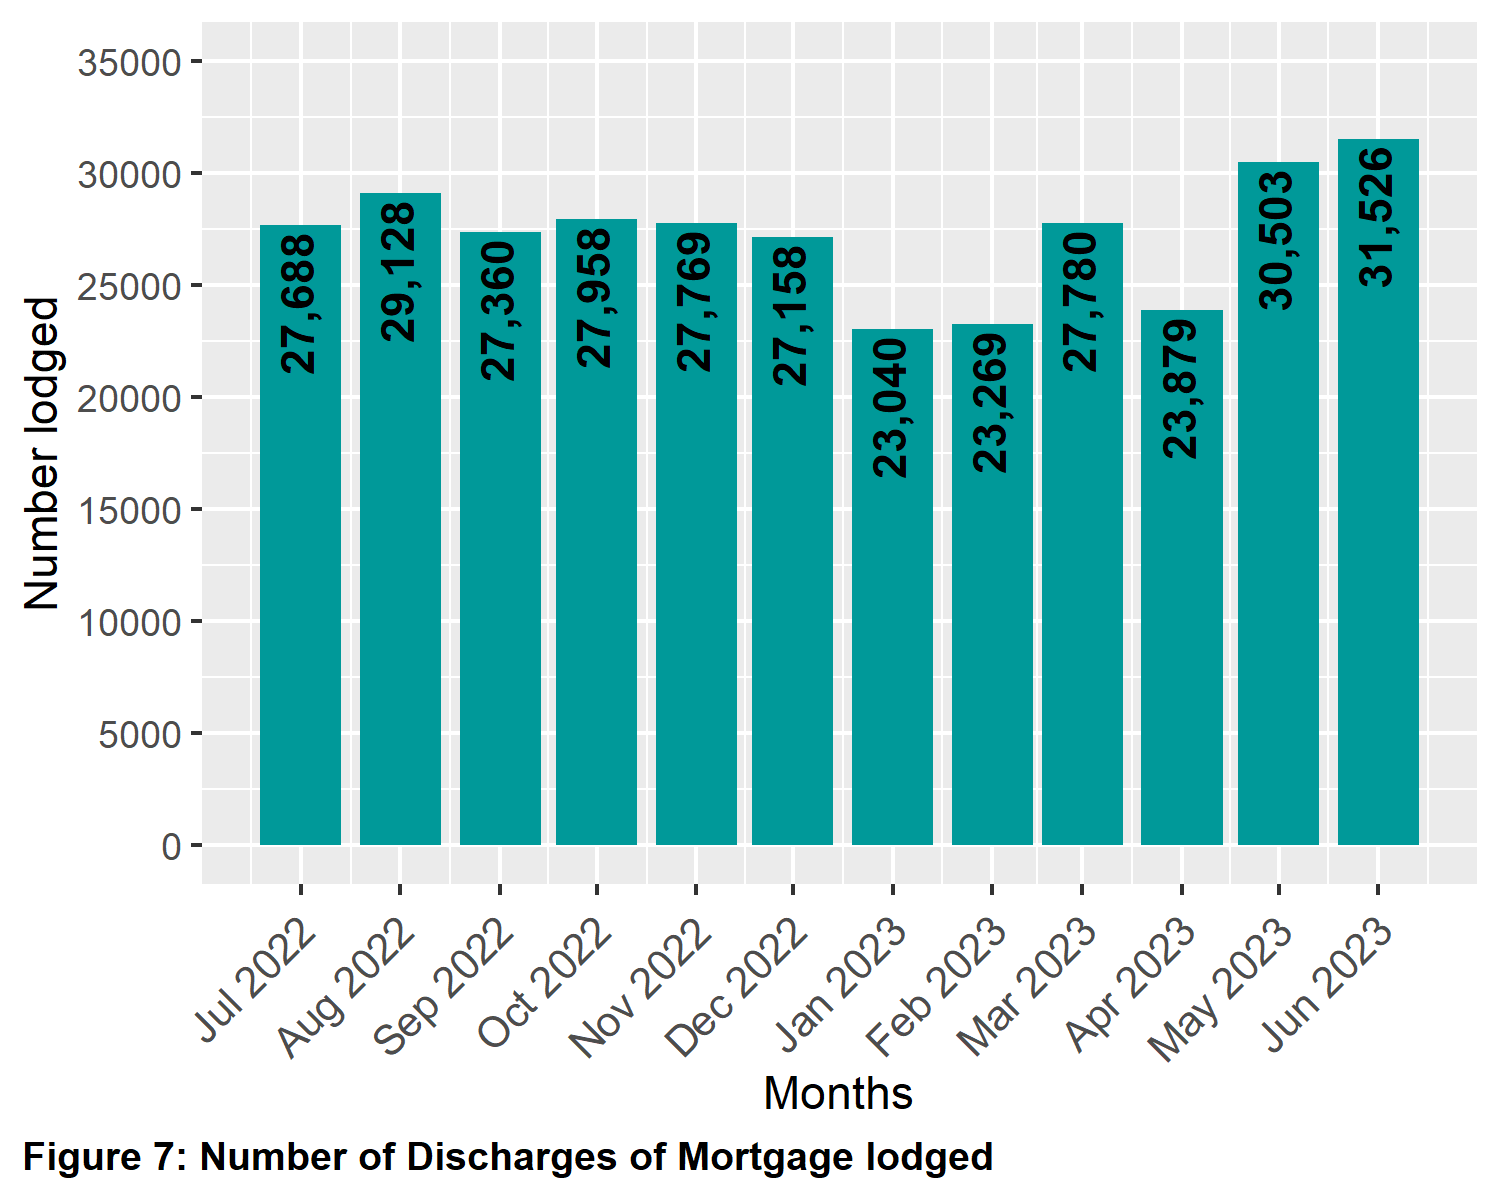 35000
30000
25000
20000
15000
10000
5000
0
Number lodged
27,688
29,128
27,360
27,958
27,769
27,158
23,040
23,269
27,780
23,879
30,503
31,526
Jul 2022
Aug 2022
Sep 2022
Oct 2022
Nov 2022
Dec 2022
Jan 2023
Feb 2023
Mar 2023
Apr 2023
May 2023
Jun 2023
Months
Figure 7: Number of Discharges of Mortgage lodged